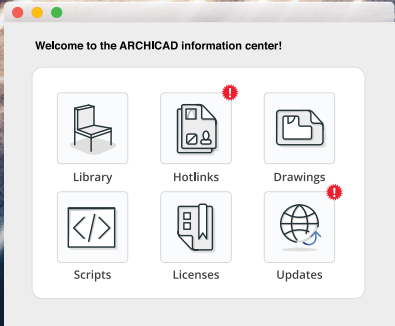 Welcome to the ARCHICAD information center!
Library
Hotlinks
Drawings
Scripts
Licenses
Updates